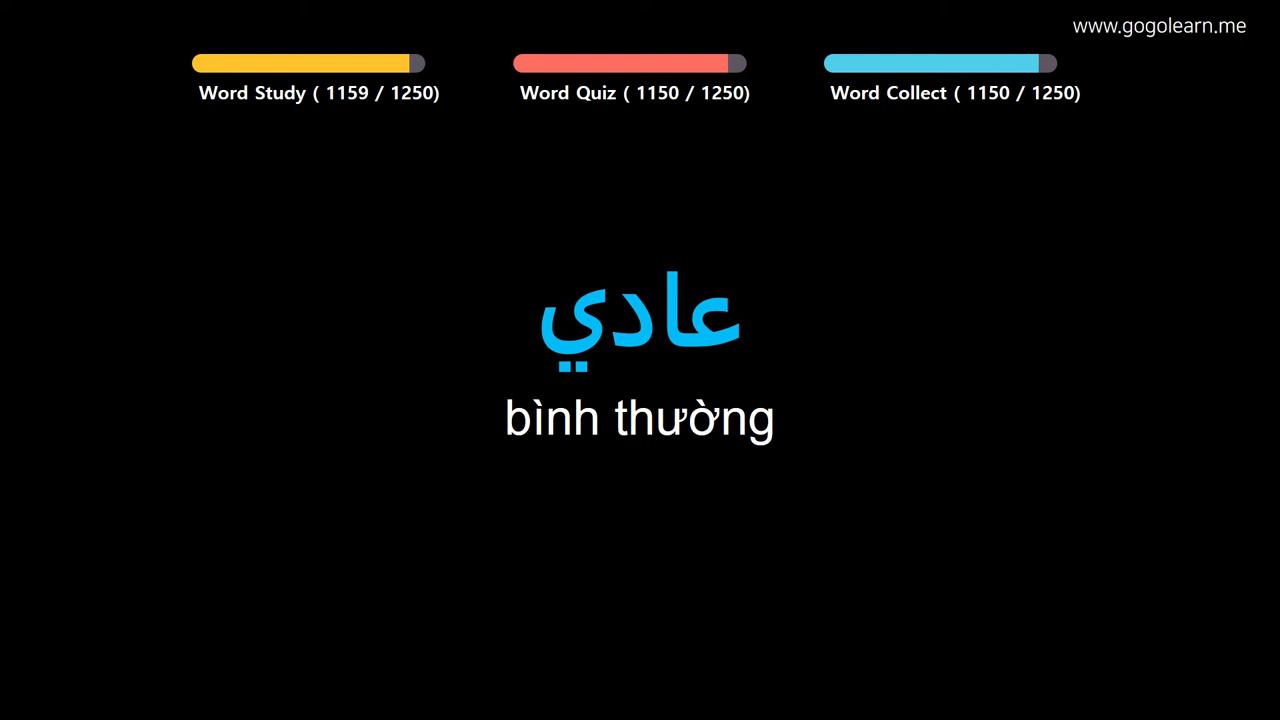 www.gogolearn.me
Word Study ( 1159 / 1250)
Word Quiz ( 1150 / 1250)
Word Collect ( 1150 / 1250)
عادي
bình thường